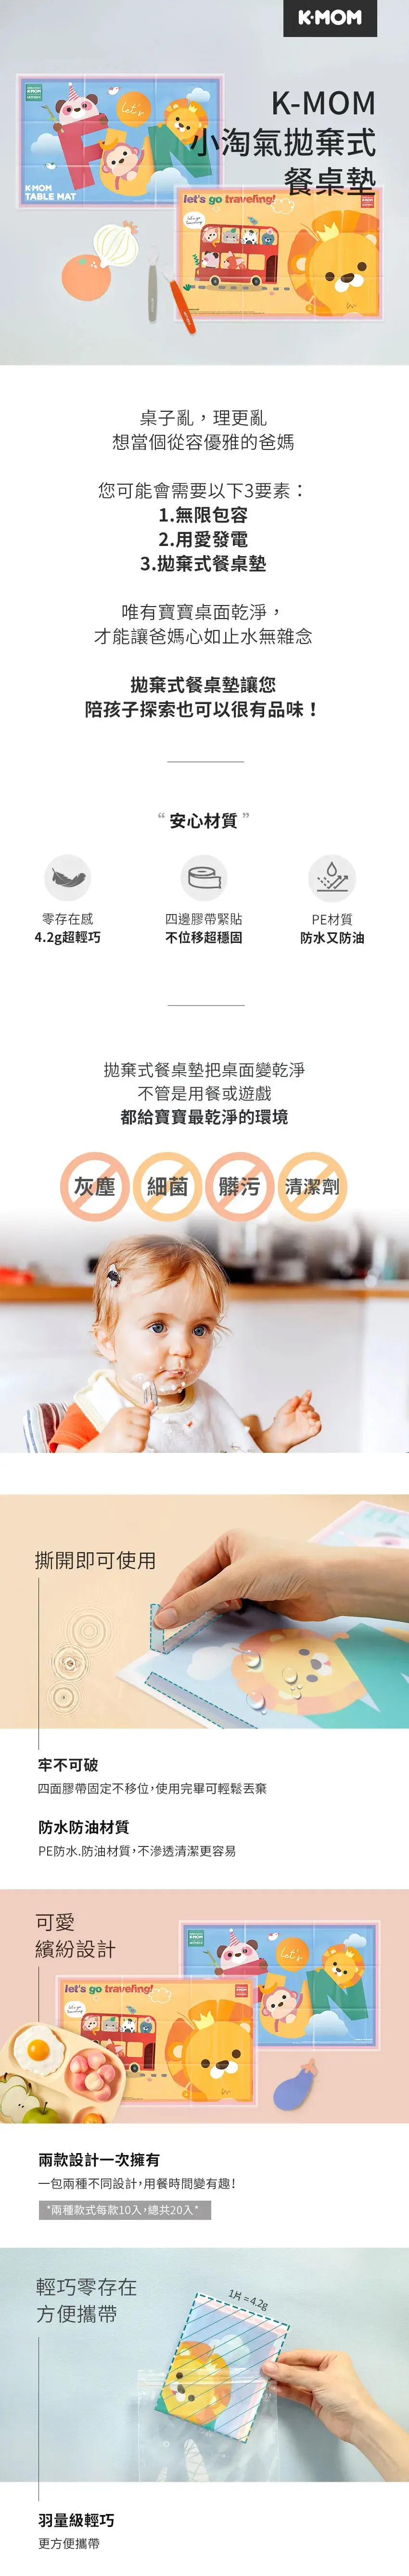 K·MOM
K-MOM
小淘氣拋棄式
餐桌墊
K·MOM
let's
K·MOM
TABLE MAT
let's go traveling!
K·MOM
let's go
traveling
桌子亂，理更亂
想當個從容優雅的爸媽
您可能會需要以下3要素：
1.無限包容
2.用愛發電
3.拋棄式餐桌墊
唯有寶寶桌面乾淨，
才能讓爸媽心如止水無雜念
拋棄式餐桌墊讓您
陪孩子探索也可以很有品味！
“ 安心材質 ”
零存在感
4.2g超輕巧
四邊膠帶緊貼
不位移超穩固
PE材質
防水又防油
拋棄式餐桌墊把桌面變乾淨
不管是用餐或遊戲
都給寶寶最乾淨的環境
灰塵
細菌
髒污
清潔劑
撕開即可使用
牢不可破
四面膠帶固定不移位，使用完畢可輕鬆丟棄
防水防油材質
PE防水.防油材質，不滲透清潔更容易
可愛
繽紛設計
K·MOM
let's
let's go traveling!
兩款設計一次擁有
一包兩種不同設計，用餐時間變有趣！
*兩種款式每款10入，總共20入*
輕巧零存在
方便攜帶
1片=4.2g
羽量級輕巧
更方便攜帶